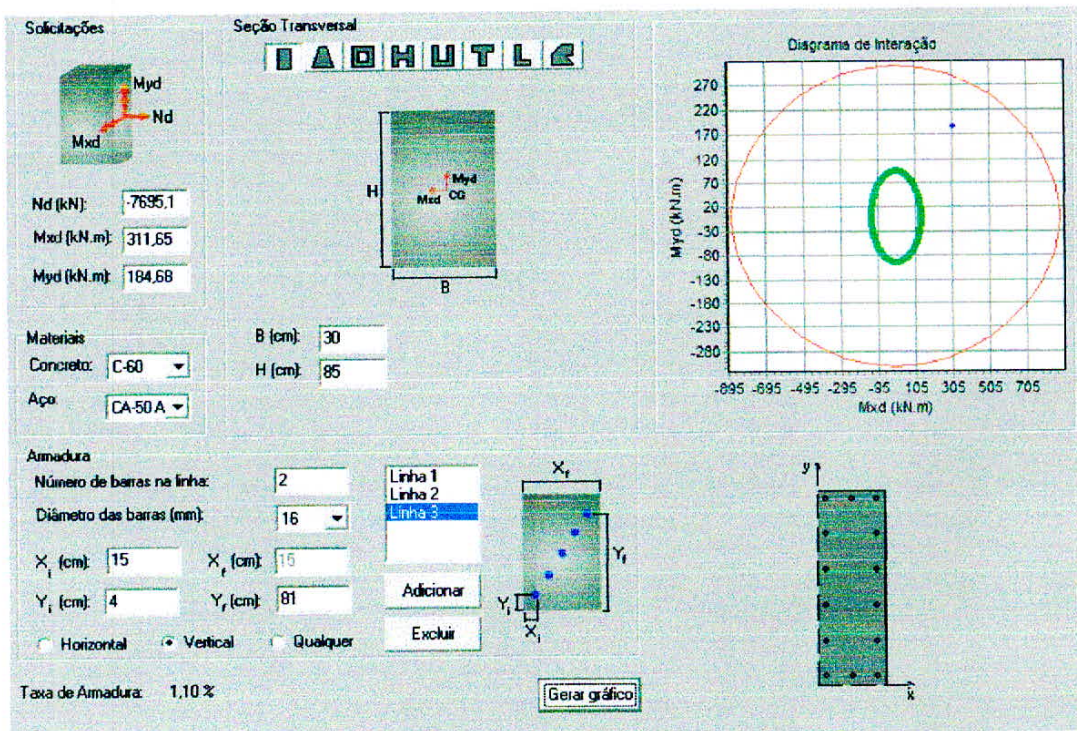 Solicitações
Myd
Nd
Mxd
Nd (kN): -7695,1
Mxd (kN.m): 311,65
Myd (kN.m): 184,68
Materiais
Concreto: C-60
Aço: CA-50 A
Seção Transversal
H
Myd
Mxd CG
B
B (cm): 30
H (cm): 85
Diagrama de Interação
Myd (kN.m)
270
220
170
120
70
20
-30
-80
-130
-180
-230
-280
-895 -695 -495 -295 -95 105 305 505 705
Mxd (kN.m)
Armadura
Número de barras na linha: 2
Diâmetro das barras (mm): 16
Xi (cm): 15 Xf (cm): 15
Yi (cm): 4 Yf (cm): 81
Horizontal Vertical Qualquer
Linha 1
Linha 2
Linha 3
Adicionar
Excluir
Xf
Yf
Yi
Xi
y
x
Taxa de Armadura: 1,10 %
Gerar gráfico